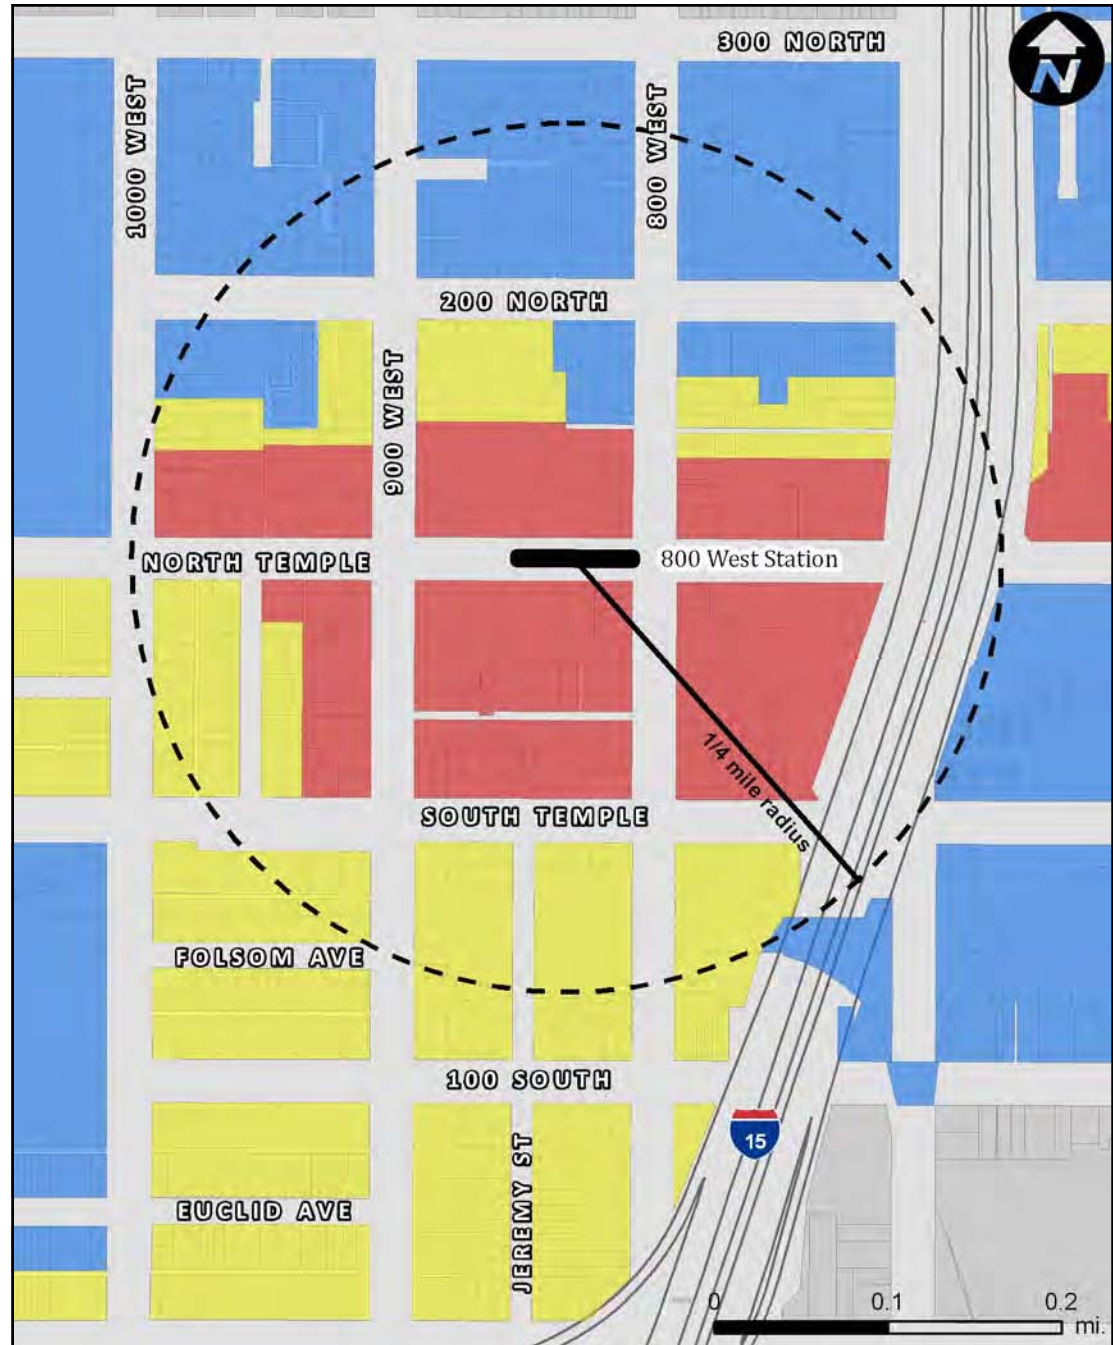 300 NORTH
N
1000 WEST
800 WEST
200 NORTH
900 WEST
NORTH TEMPLE
800 West Station
1/4 mile radius
SOUTH TEMPLE
FOLSOM AVE
100 SOUTH
15
JEREMY ST
EUCLID AVE
0 0.1 0.2
mi.